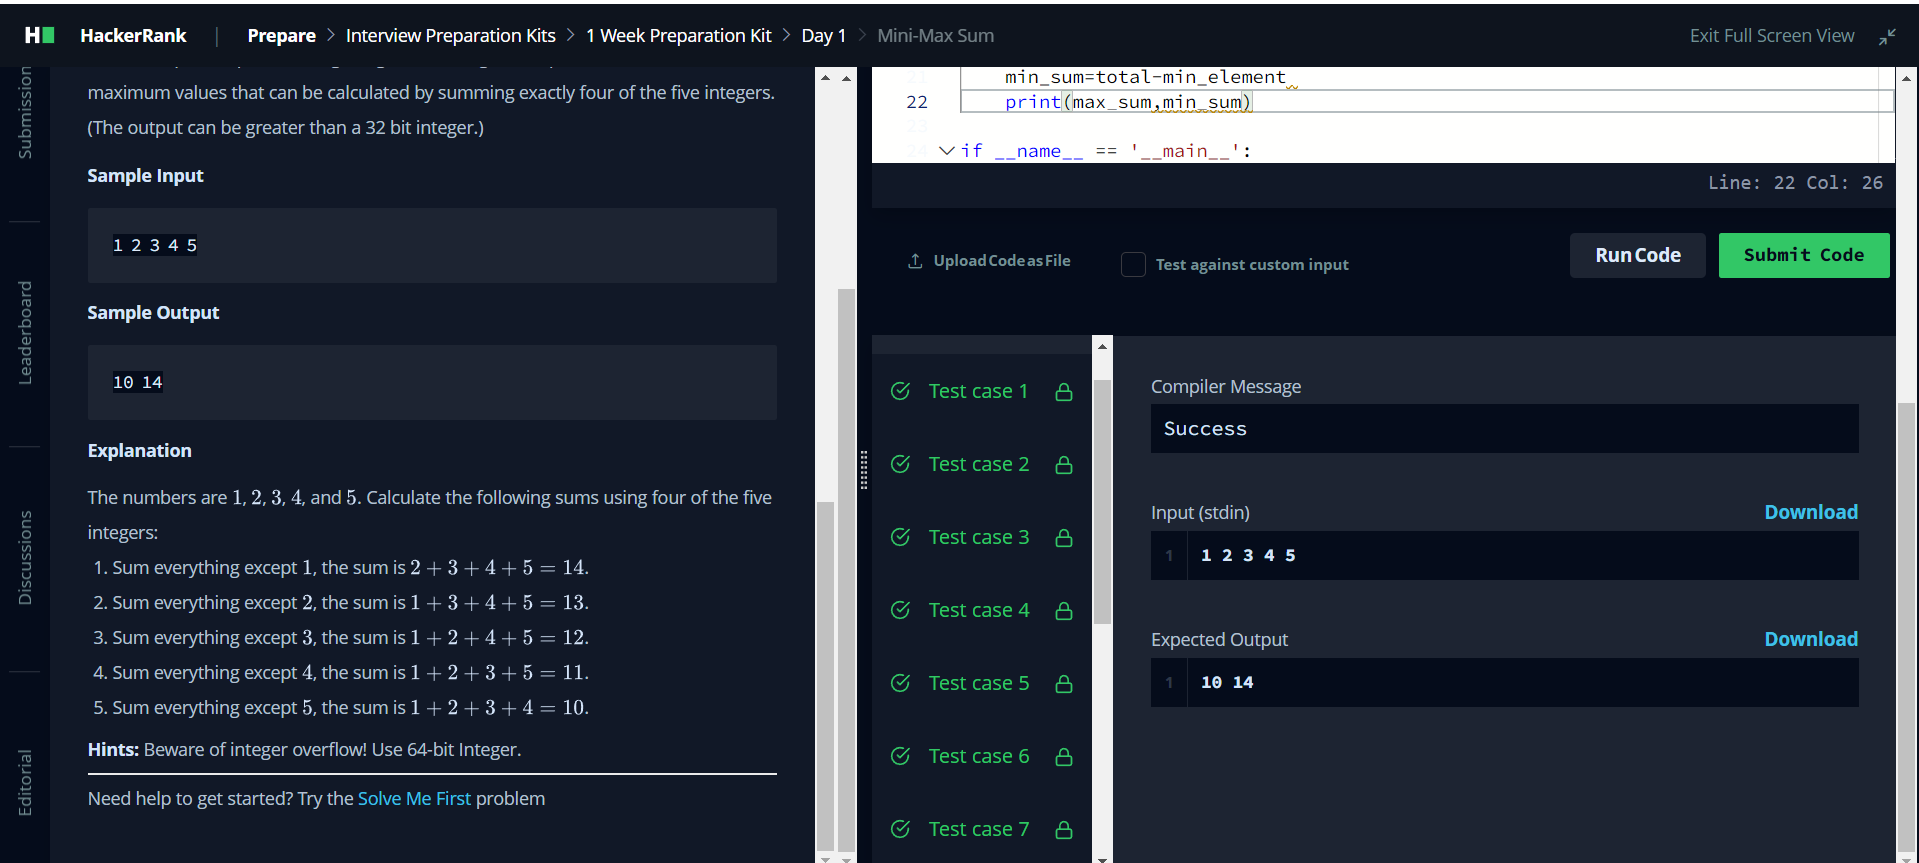 HackerRank | Prepare > Interview Preparation Kits > 1 Week Preparation Kit > Day 1 > Mini-Max Sum
Exit Full Screen View
Submission
Leaderboard
Discussions
Editorial
maximum values that can be calculated by summing exactly four of the five integers.
(The output can be greater than a 32 bit integer.)
Sample Input
1 2 3 4 5
Sample Output
10 14
Explanation
The numbers are 1, 2, 3, 4, and 5. Calculate the following sums using four of the five
integers:
1. Sum everything except 1, the sum is 2 + 3 + 4 + 5 = 14.
2. Sum everything except 2, the sum is 1 + 3 + 4 + 5 = 13.
3. Sum everything except 3, the sum is 1 + 2 + 4 + 5 = 12.
4. Sum everything except 4, the sum is 1 + 2 + 3 + 5 = 11.
5. Sum everything except 5, the sum is 1 + 2 + 3 + 4 = 10.
Hints: Beware of integer overflow! Use 64-bit Integer.
Need help to get started? Try the Solve Me First problem
21 min_sum=total-min_element
22 print(max_sum,min_sum)
23
24 if __name__ == '__main__':
Line: 22 Col: 26
Upload Code as File
Test against custom input
Run Code
Submit Code
Test case 1
Test case 2
Test case 3
Test case 4
Test case 5
Test case 6
Test case 7
Compiler Message
Success
Input (stdin)
Download
1 1 2 3 4 5
Expected Output
Download
1 10 14